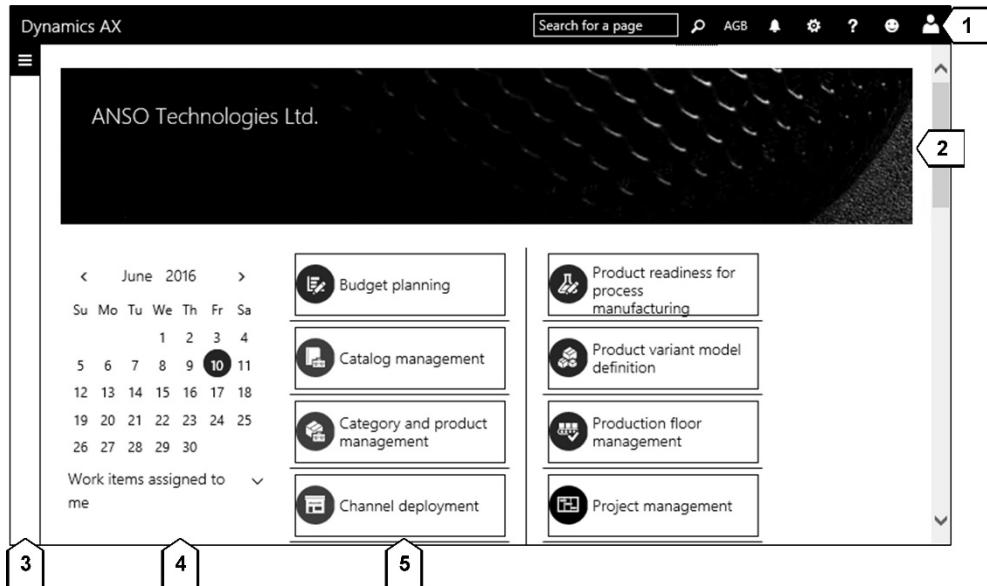 Dynamics AX
Search for a page
AGB
?
1
ANSO Technologies Ltd.
2
June 2016
Su Mo Tu We Th Fr Sa
1 2 3 4
5 6 7 8 9 10 11
12 13 14 15 16 17 18
19 20 21 22 23 24 25
26 27 28 29 30
Work items assigned to
me
Budget planning
Catalog management
Category and product
management
Channel deployment
Product readiness for
process
manufacturing
Product variant model
definition
Production floor
management
Project management
3
4
5